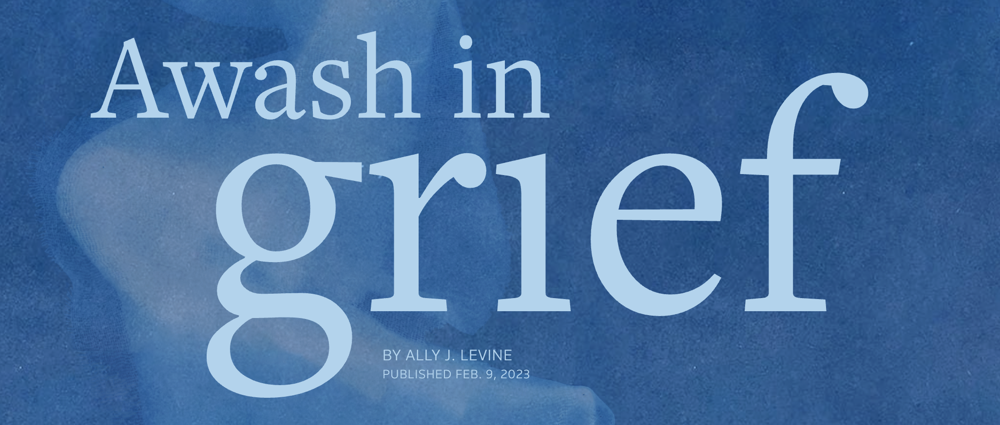 Awash in
grief
BY ALLY J. LEVINE
PUBLISHED FEB. 9, 2023